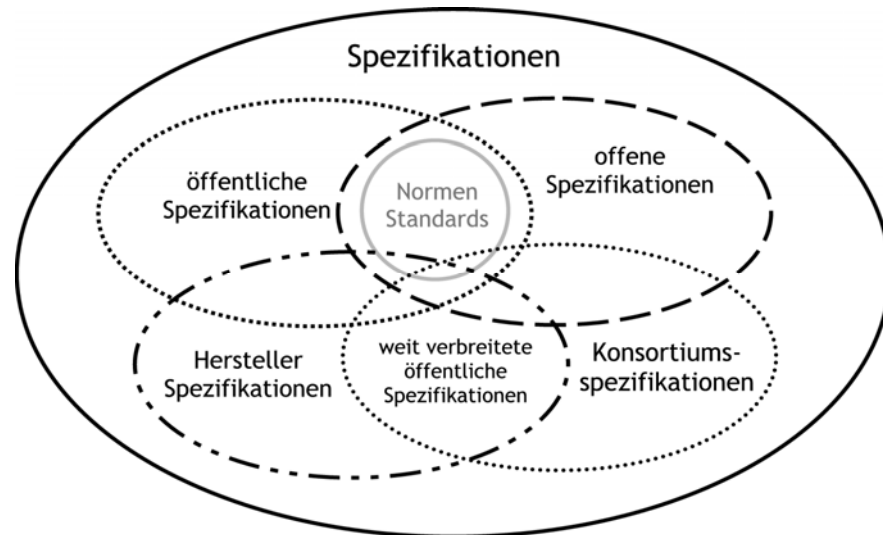 Spezifikationen
öffentliche
Spezifikationen
Normen
Standards
offene
Spezifikationen
Hersteller
Spezifikationen
weit verbreitete
öffentliche
Spezifikationen
Konsortiums-
spezifikationen